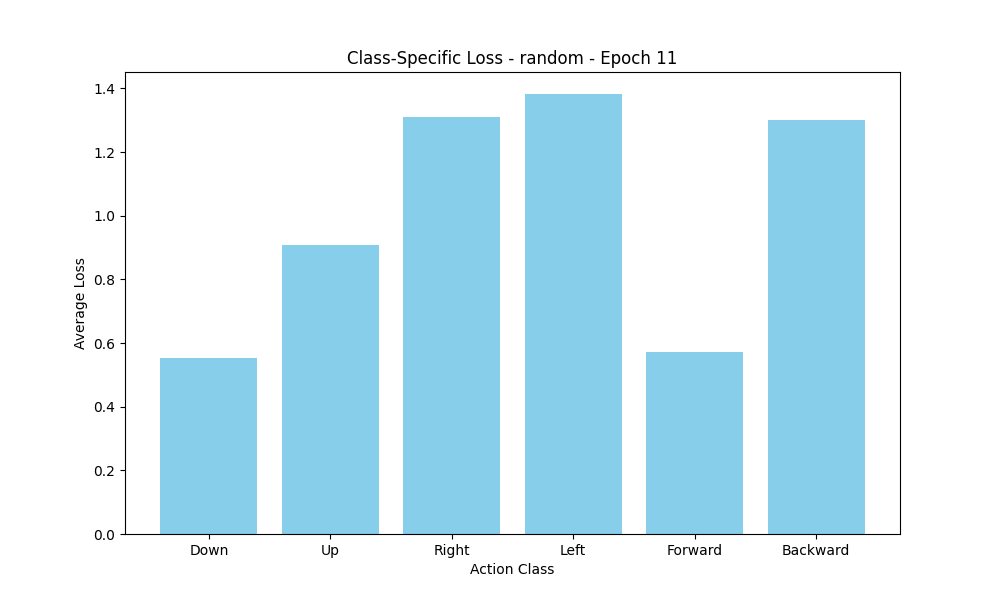 Class-Specific Loss - random - Epoch 11
Average Loss
1.4
1.2
1.0
0.8
0.6
0.4
0.2
0.0
Down Up Right Left Forward Backward
Action Class